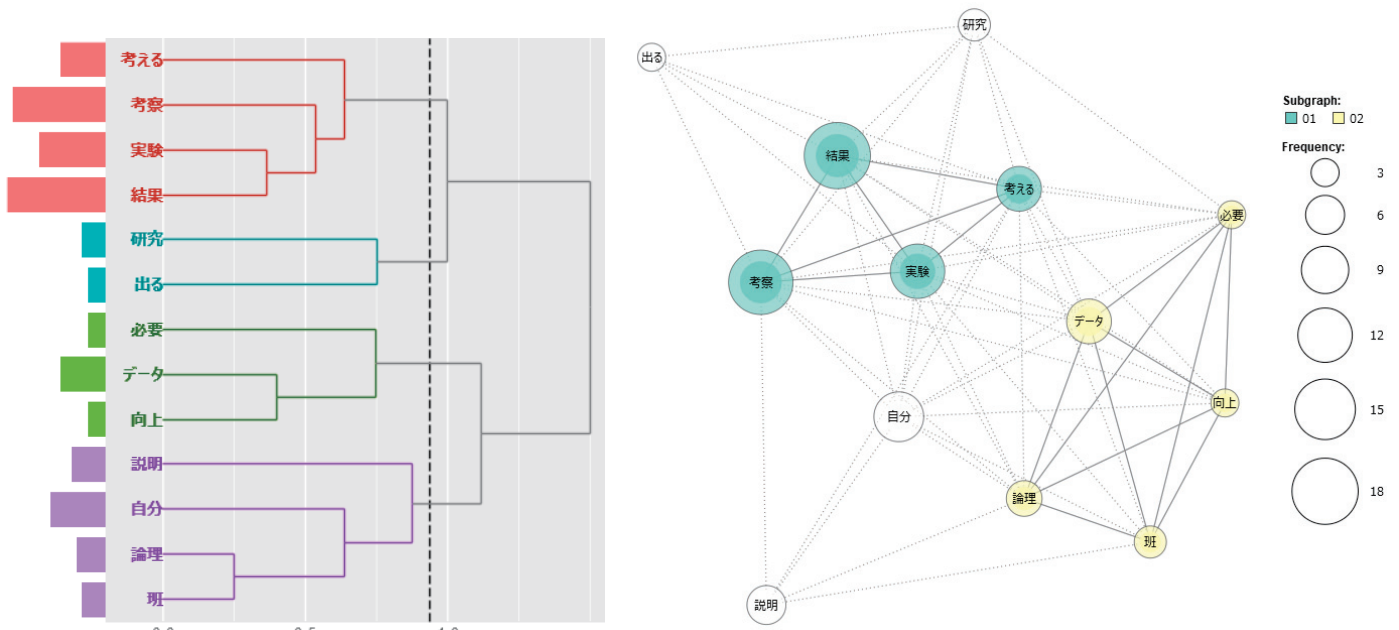 考える
考察
実験
結果
研究
出る
必要
データ
向上
説明
自分
論理
班
研究
出る
結果
考える
必要
考察
実験
データ
自分
向上
論理
班
説明
Subgraph:
01 02
Frequency:
3
6
9
12
15
18